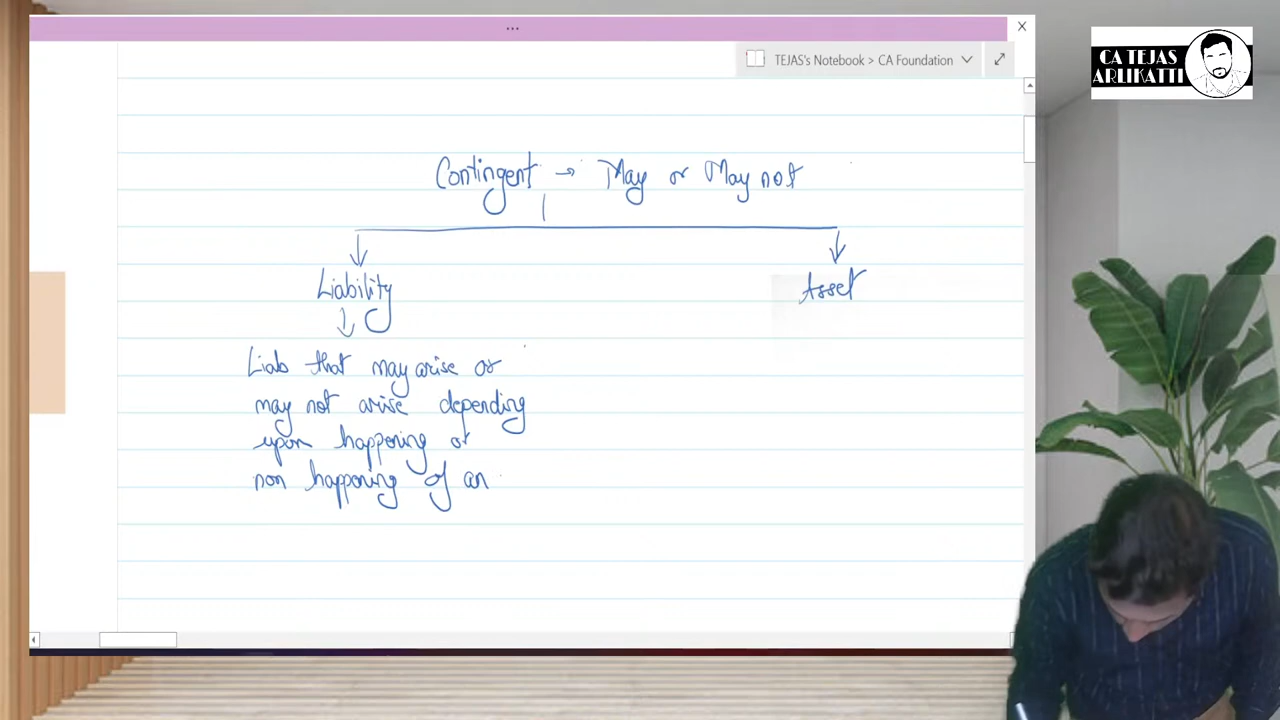 ...
TEJAS's Notebook > CA Foundation
CA TEJAS
ARLIKATTI
Contingent → May or May not
Liability
Asset
Liab that may arise or
may not arise depending
upon happening or
non happening of an